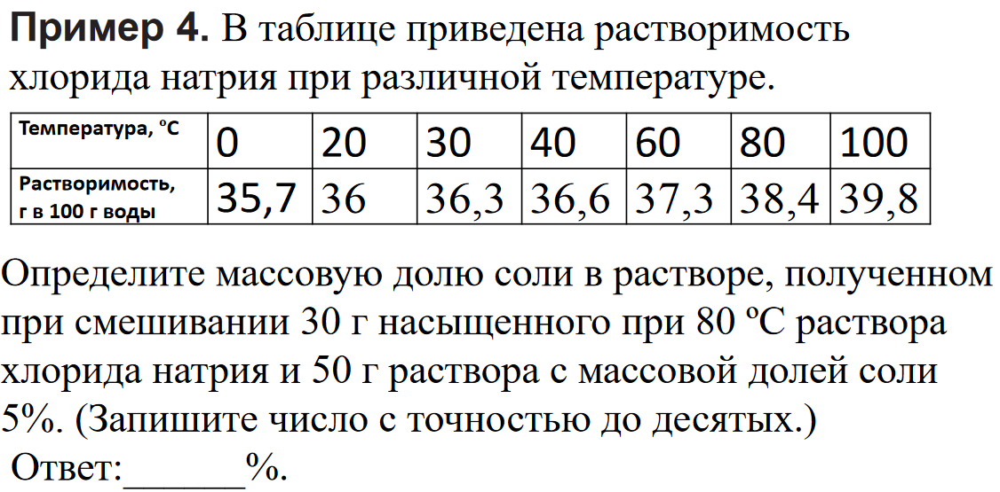 Пример 4. В таблице приведена растворимость
хлорида натрия при различной температуре.
Температура, ºС 0 20 30 40 60 80 100
Растворимость,
г в 100 г воды 35,7 36 36,3 36,6 37,3 38,4 39,8
Определите массовую долю соли в растворе, полученном
при смешивании 30 г насыщенного при 80 ºС раствора
хлорида натрия и 50 г раствора с массовой долей соли
5%. (Запишите число с точностью до десятых.)
Ответ:______%.